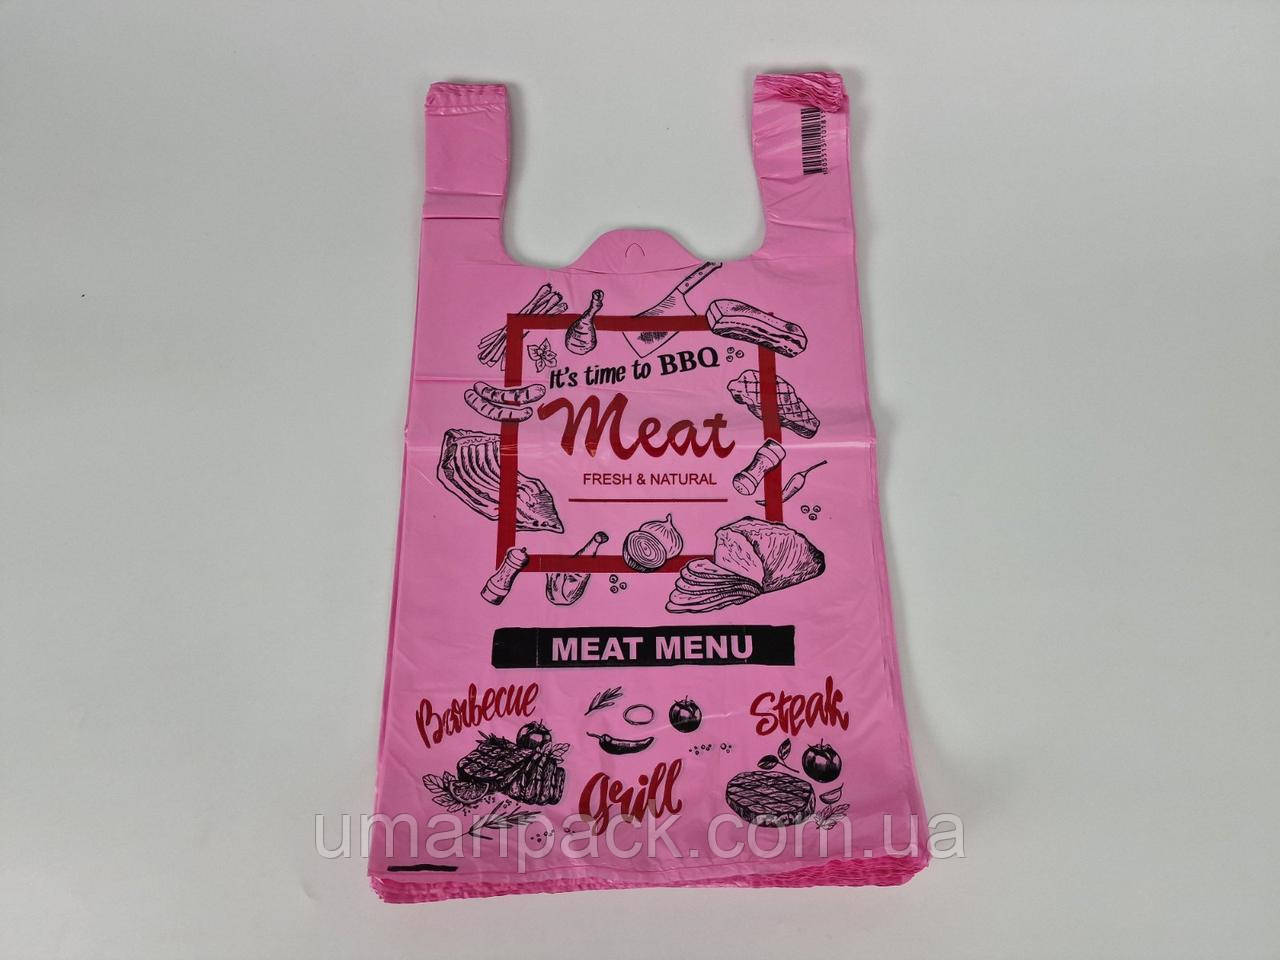 It's time to BBQ
Meat
FRESH & NATURAL
MEAT MENU
Barbecue
Steak
Grill
umanpack.com.ua